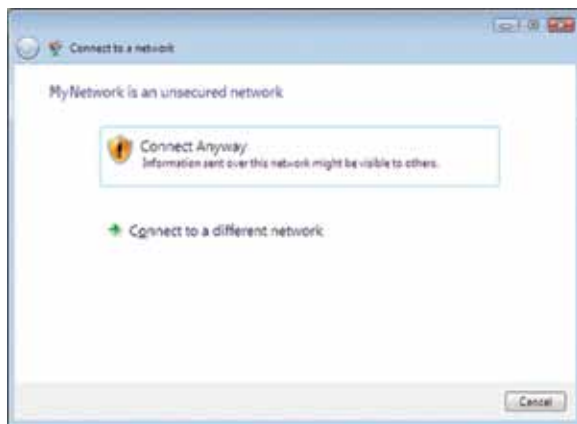 Connect to a network
MyNetwork is an unsecured network
Connect Anyway
Information sent over this network might be visible to others.
Connect to a different network
Cancel